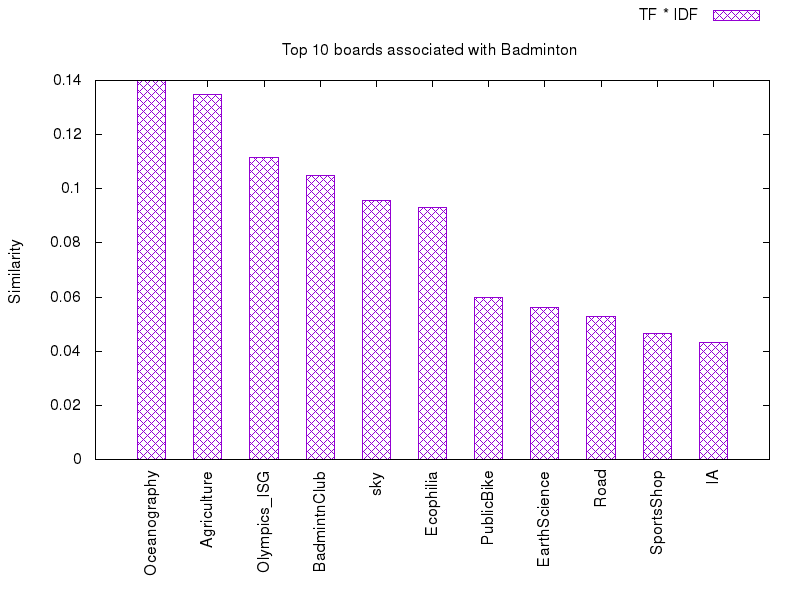 TF * IDF
Top 10 boards associated with Badminton
Similarity
0.14
0.12
0.1
0.08
0.06
0.04
0.02
0
Oceanography
Agriculture
Olympics_ISG
BadmintnClub
sky
Ecophilia
PublicBike
EarthScience
Road
SportsShop
IA